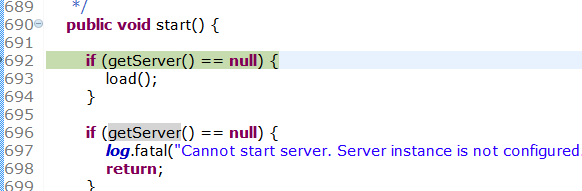 689 */
690 public void start() {
691
692 if (getServer() == null) {
693 load();
694 }
695
696 if (getServer() == null) {
697 log.fatal("Cannot start server. Server instance is not configured.
698 return;
699 }